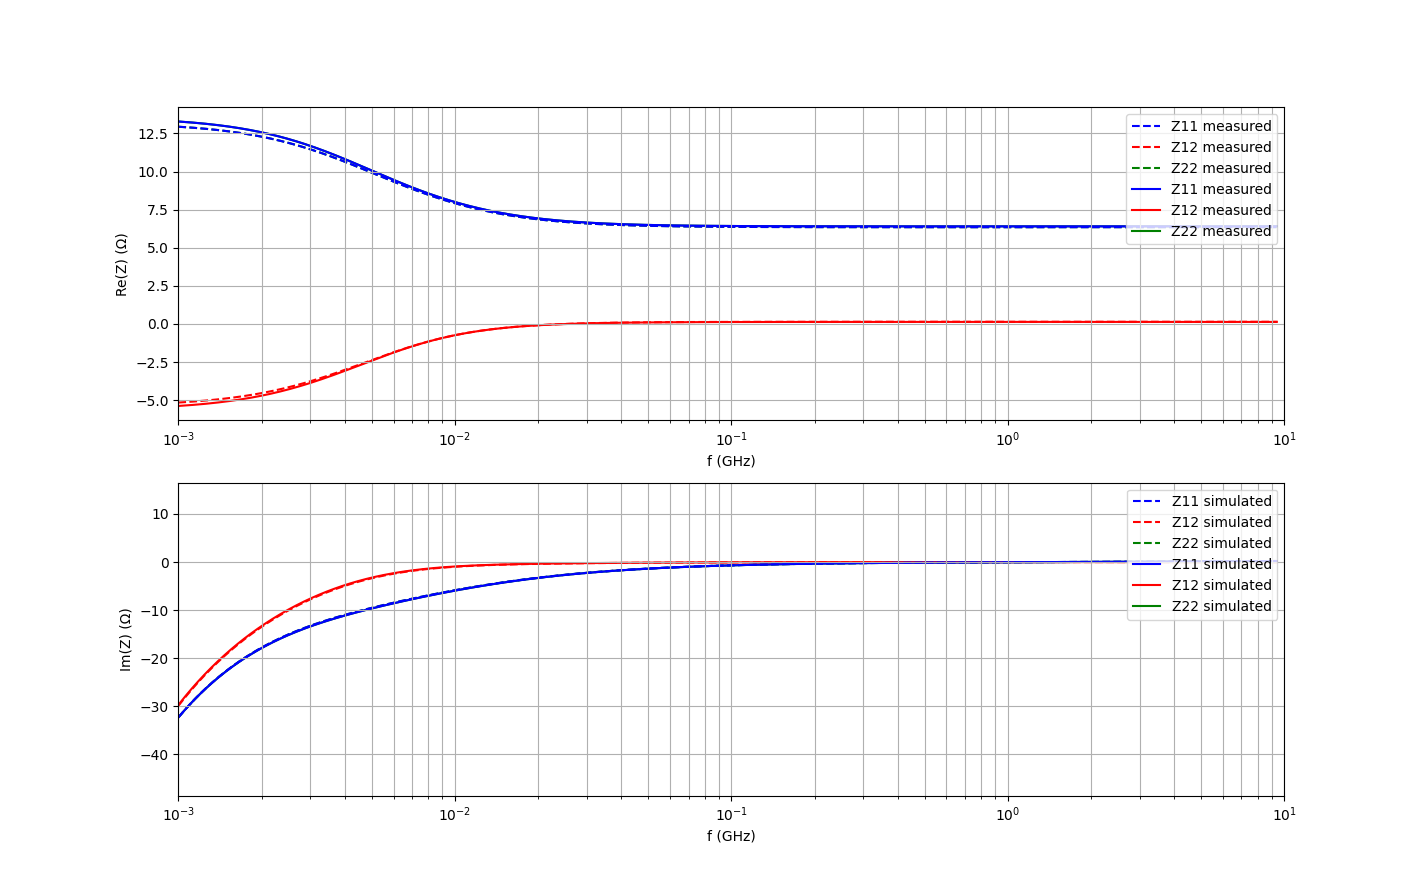 Re(Z) (Ω)
12.5
10.0
7.5
5.0
2.5
0.0
−2.5
−5.0
Z11 measured
Z12 measured
Z22 measured
Z11 measured
Z12 measured
Z22 measured
10⁻³
10⁻²
10⁻¹
10⁰
10¹
f (GHz)
Im(Z) (Ω)
10
0
−10
−20
−30
−40
Z11 simulated
Z12 simulated
Z22 simulated
Z11 simulated
Z12 simulated
Z22 simulated
10⁻³
10⁻²
10⁻¹
10⁰
10¹
f (GHz)